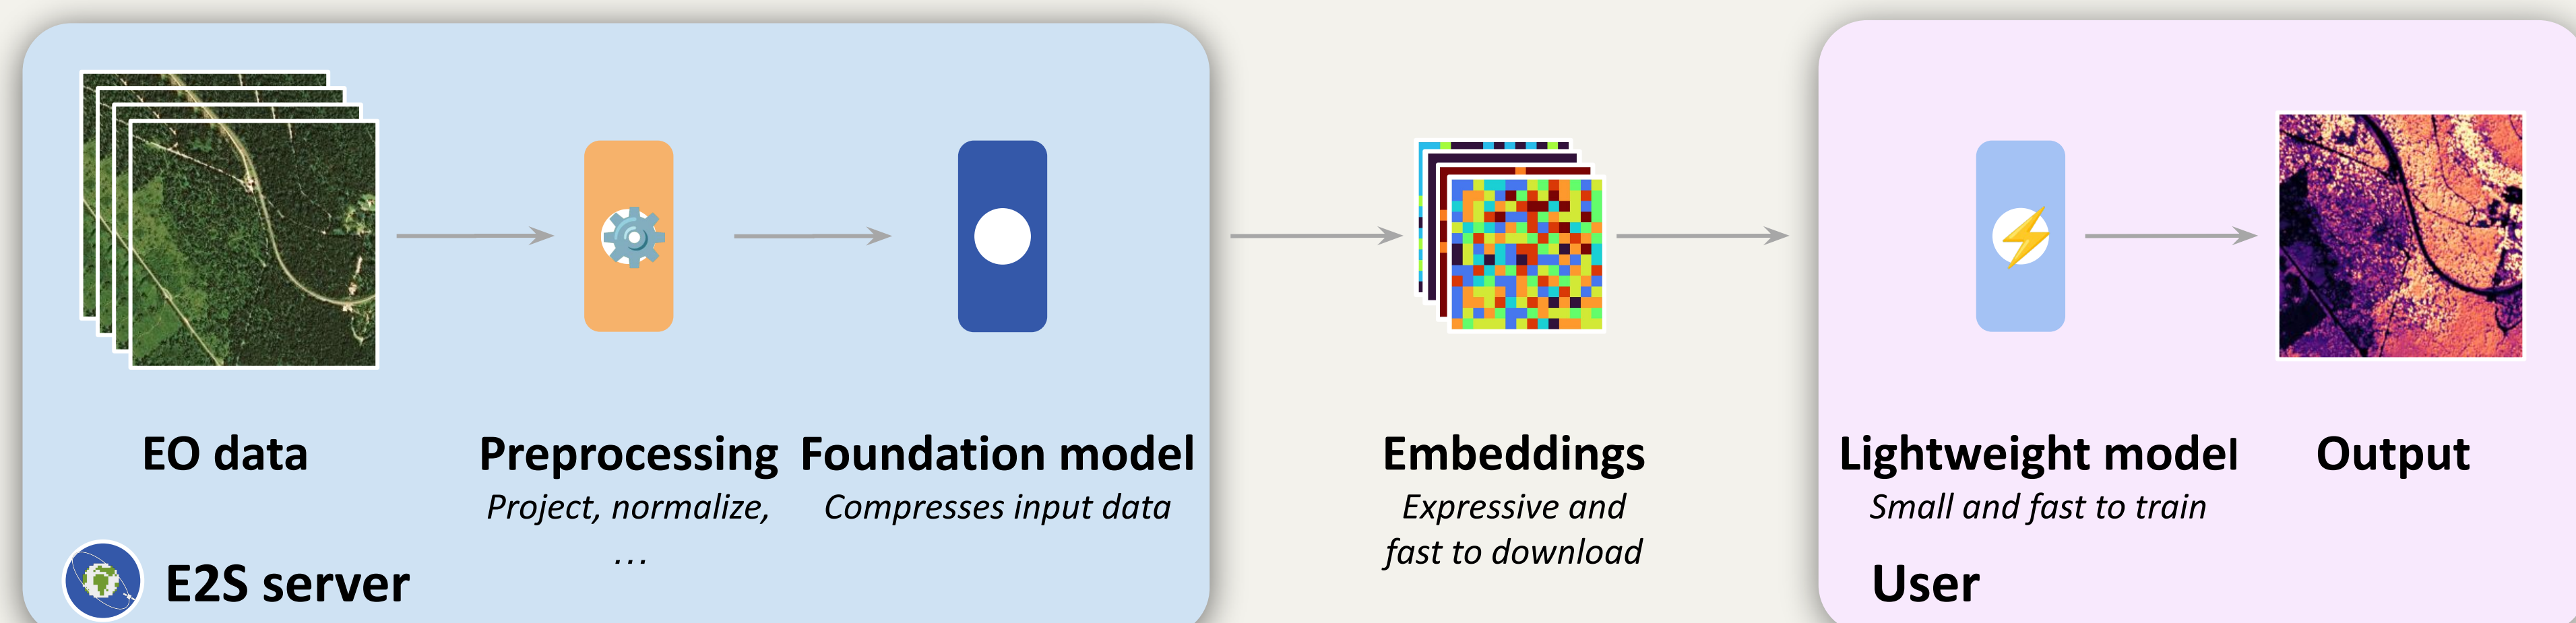 EO data
Preprocessing
Project, normalize,
...
Foundation model
Compresses input data
E2S server
Embeddings
Expressive and
fast to download
Lightweight model
Small and fast to train
Output
User